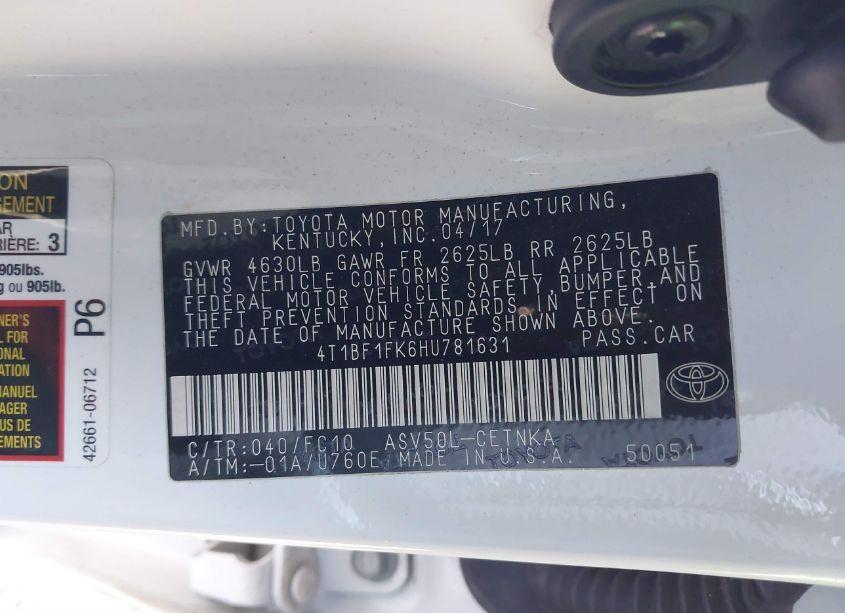 ON
GEMENT
AR
RIÈRE: 3
905lbs.
g ou 905lb.
NER'S
L FOR
ONAL
ATION
MANUEL
AGER
OUR
P6
42661-06712
MFD.BY:TOYOTA MOTOR MANUFACTURING,
KENTUCKY,INC.04/17
GVWR 4630LB GAWR FR 2625LB RR 2625LB
THIS VEHICLE CONFORMS TO ALL APPLICABLE
FEDERAL MOTOR VEHICLE SAFETY,BUMPER,AND
THEFT PREVENTION STANDARDS IN EFFECT ON
THE DATE OF MANUFACTURE SHOWN ABOVE.
4T1BF1FK6HU781631 PASS.CAR
C/TR:040/FC10 ASV50L-CETNKA
A/TM:-01A/U760E MADE IN U.S.A. 50051
TOYOTA